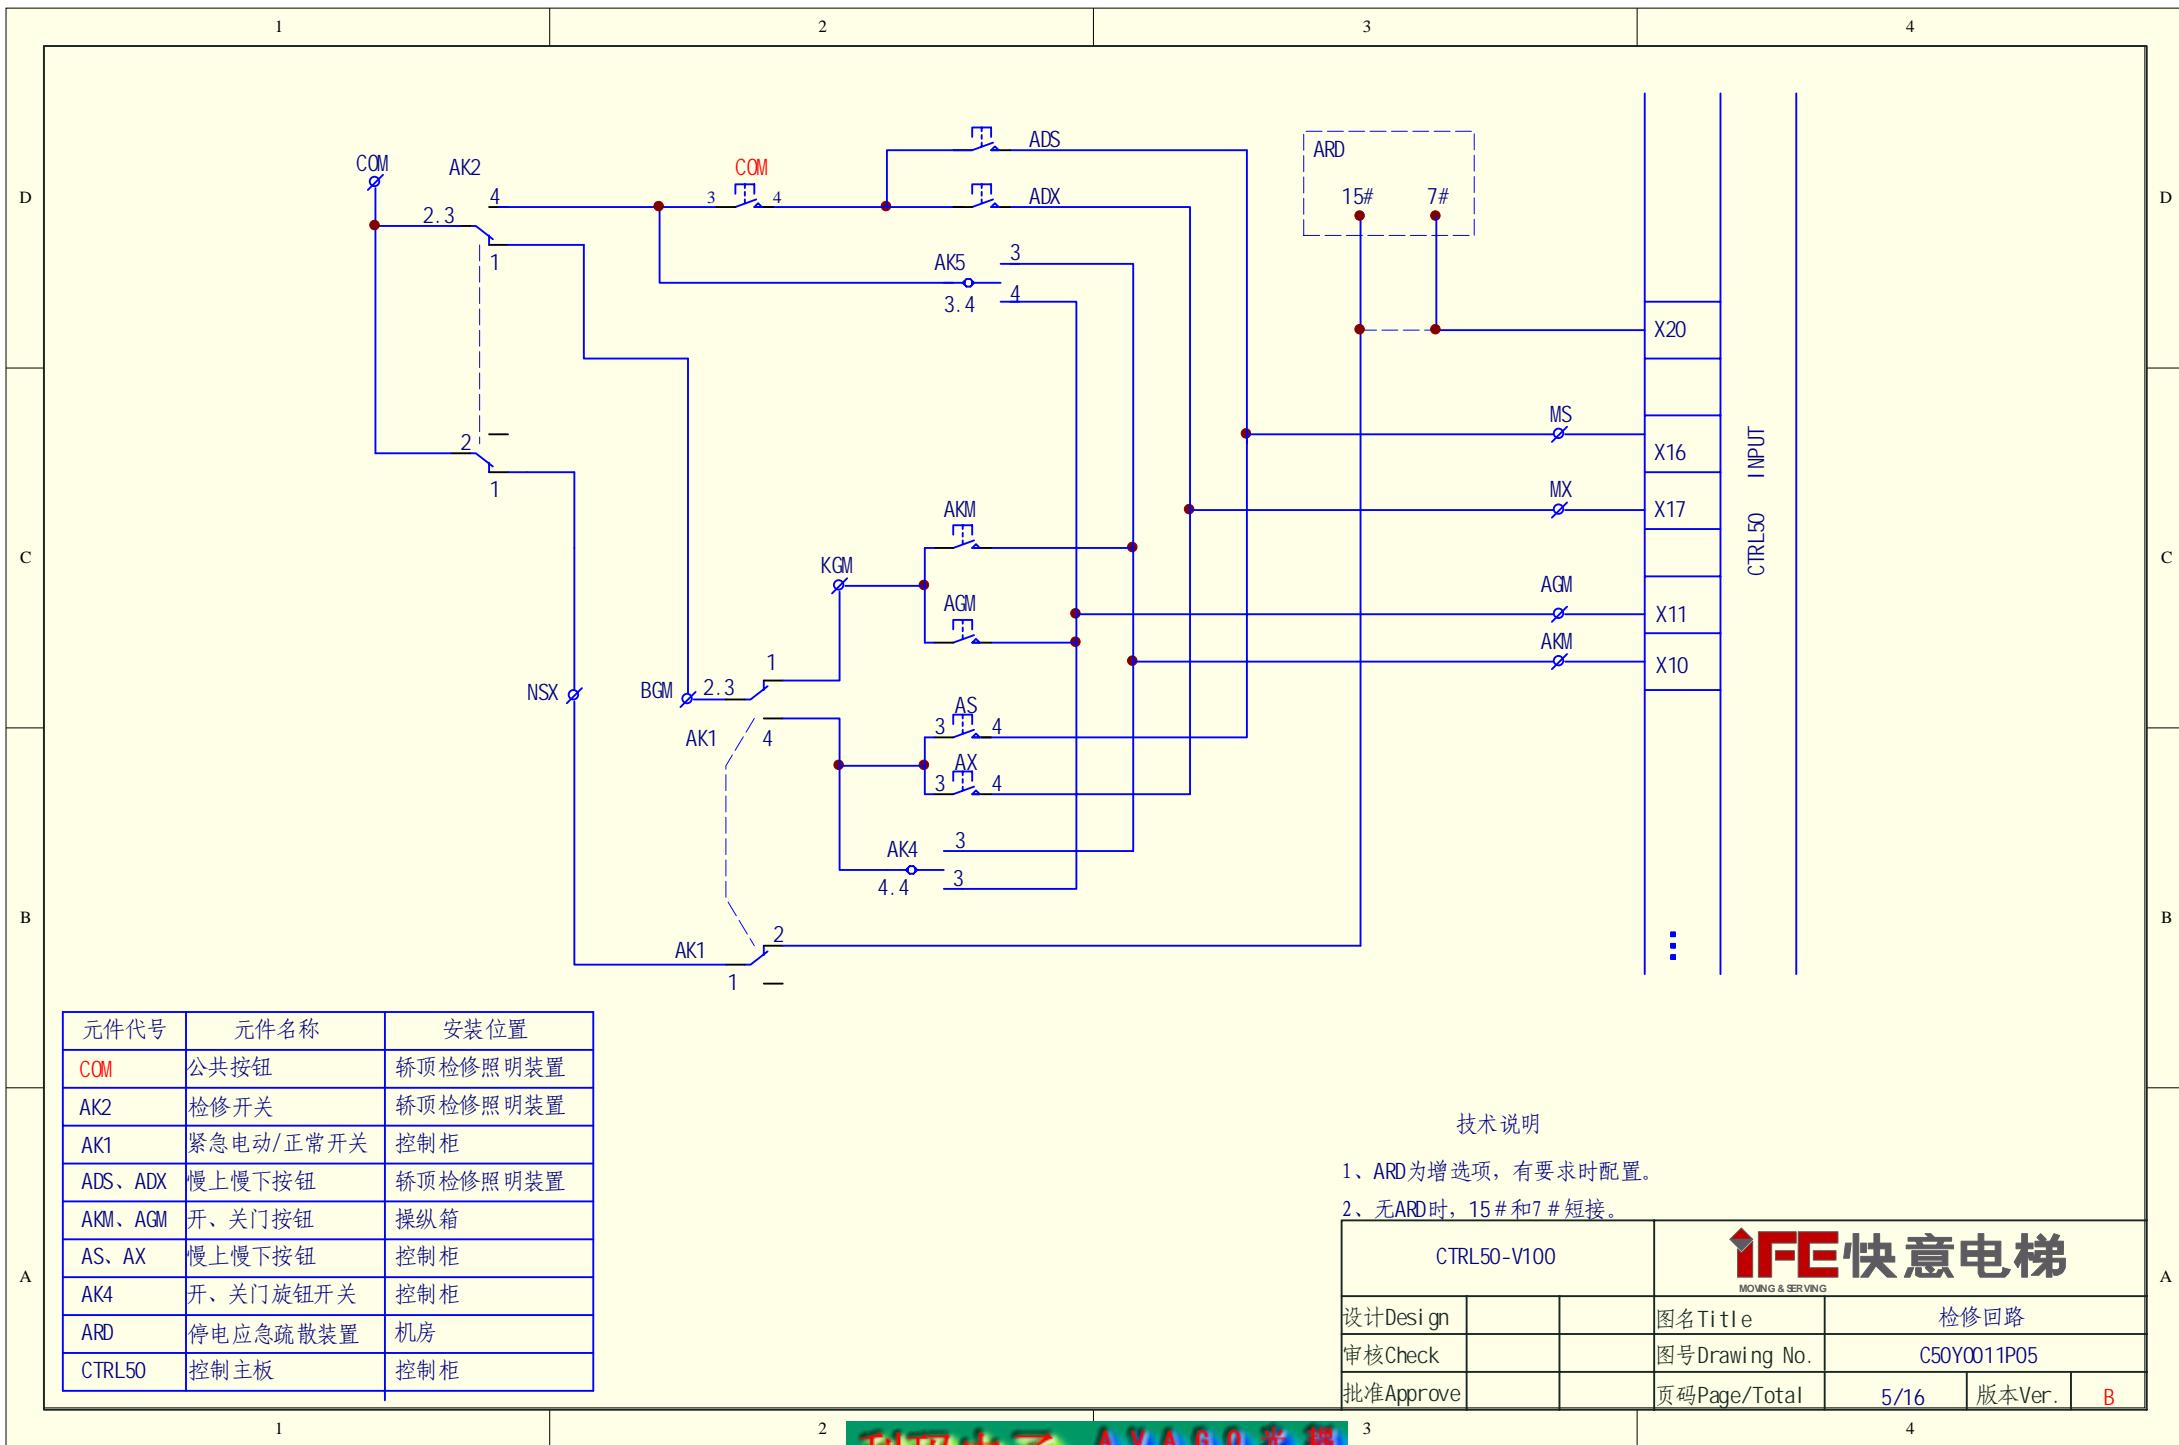 1 2 3 4
D
D
C
C
B
B
A
A
COM
AK2
4
2.3
1
2
1
COM
3 4
ADS
ADX
AK5
3
3.4
4
ARD
15# 7#
X20
MS
X16
MX
X17
AGM
X11
AKM
X10
CTRL50 INPUT
AKM
KGM
AGM
1
NSX
BGM 2.3
AK1 4
AS
3 4
AX
3 4
AK4
3
4.4
3
AK1
2
1
元件代号 元件名称 安装位置
COM 公共按钮 轿顶检修照明装置
AK2 检修开关 轿顶检修照明装置
AK1 紧急电动/正常开关 控制柜
ADS、ADX 慢上慢下按钮 轿顶检修照明装置
AKM、AGM 开、关门按钮 操纵箱
AS、AX 慢上慢下按钮 控制柜
AK4 开、关门旋钮开关 控制柜
ARD 停电应急疏散装置 机房
CTRL50 控制主板 控制柜
技术说明
1、ARD为增选项，有要求时配置。
2、无ARD时，15#和7#短接。
CTRL50-V100
IFE快意电梯
MOVING & SERVING
设计Design 图名Title 检修回路
审核Check 图号Drawing No. C50Y0011P05
批准Approve 页码Page/Total 5/16 版本Ver. B
1 2 3 4